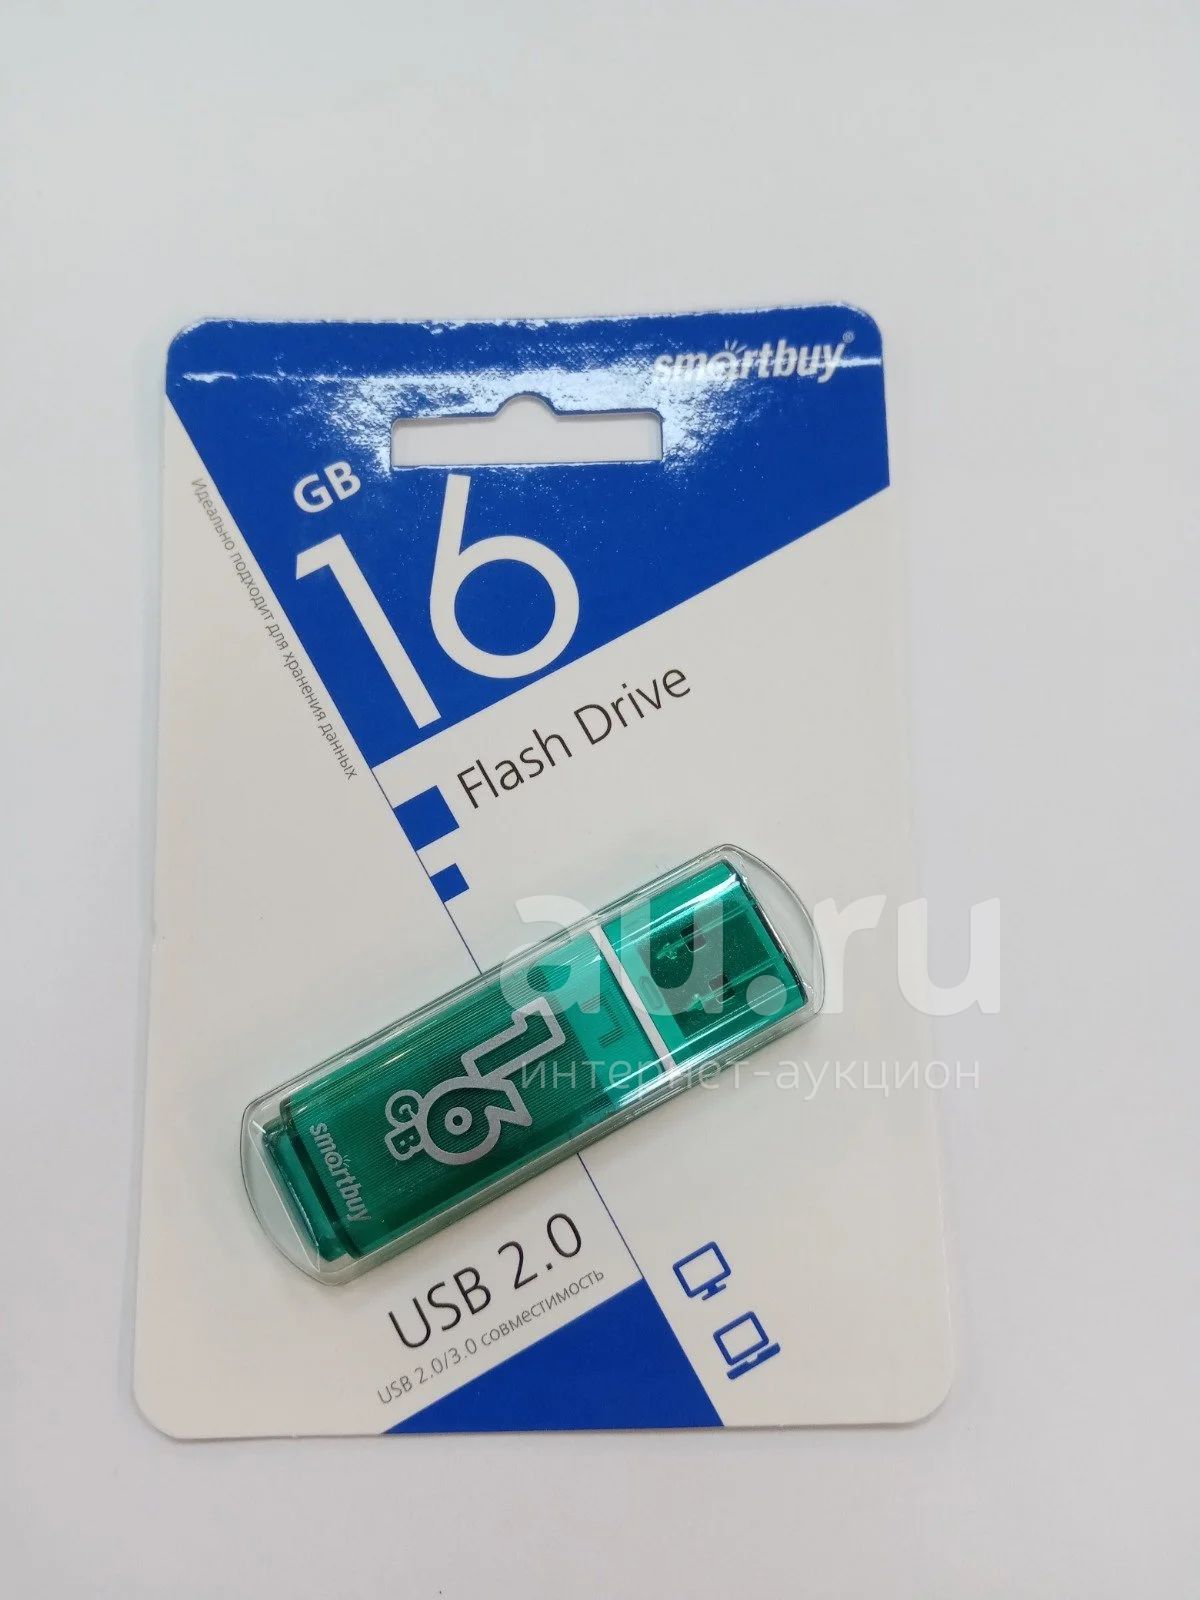 smartbuy®
GB
16
Идеально подходит для хранения данных
Flash Drive
au.ru
интернет-аукцион
16
GB
smartbuy
USB 2.0
USB 2.0/3.0 совместимость